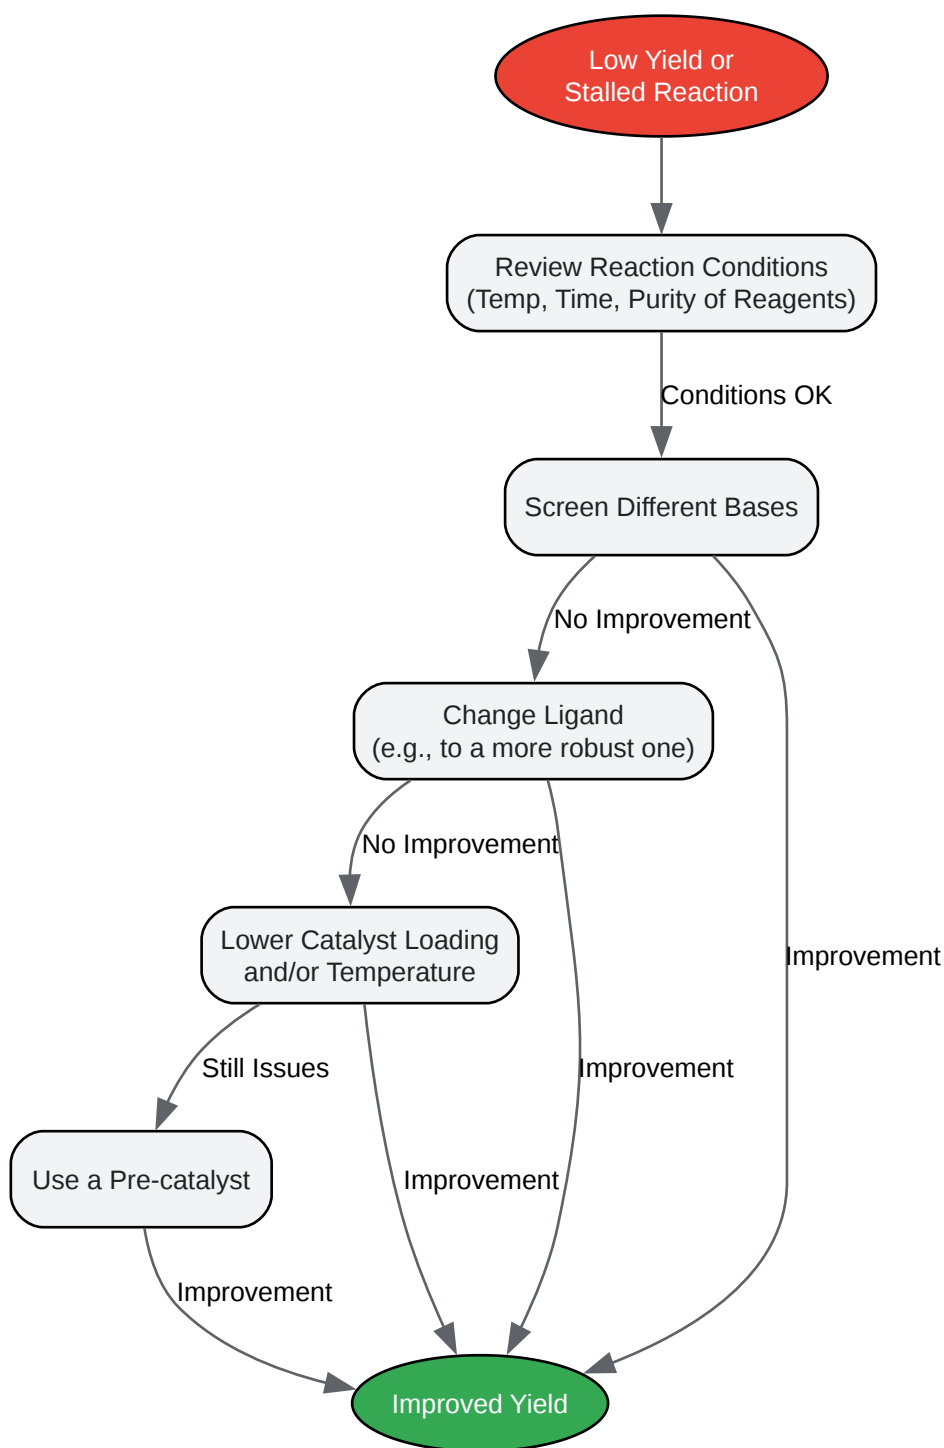 Low Yield or
Stalled Reaction
Review Reaction Conditions
(Temp, Time, Purity of Reagents)
Conditions OK
Screen Different Bases
No Improvement
Change Ligand
(e.g., to a more robust one)
No Improvement
Lower Catalyst Loading
and/or Temperature
Improvement
Still Issues
Improvement
Use a Pre-catalyst
Improvement
Improvement
Improved Yield